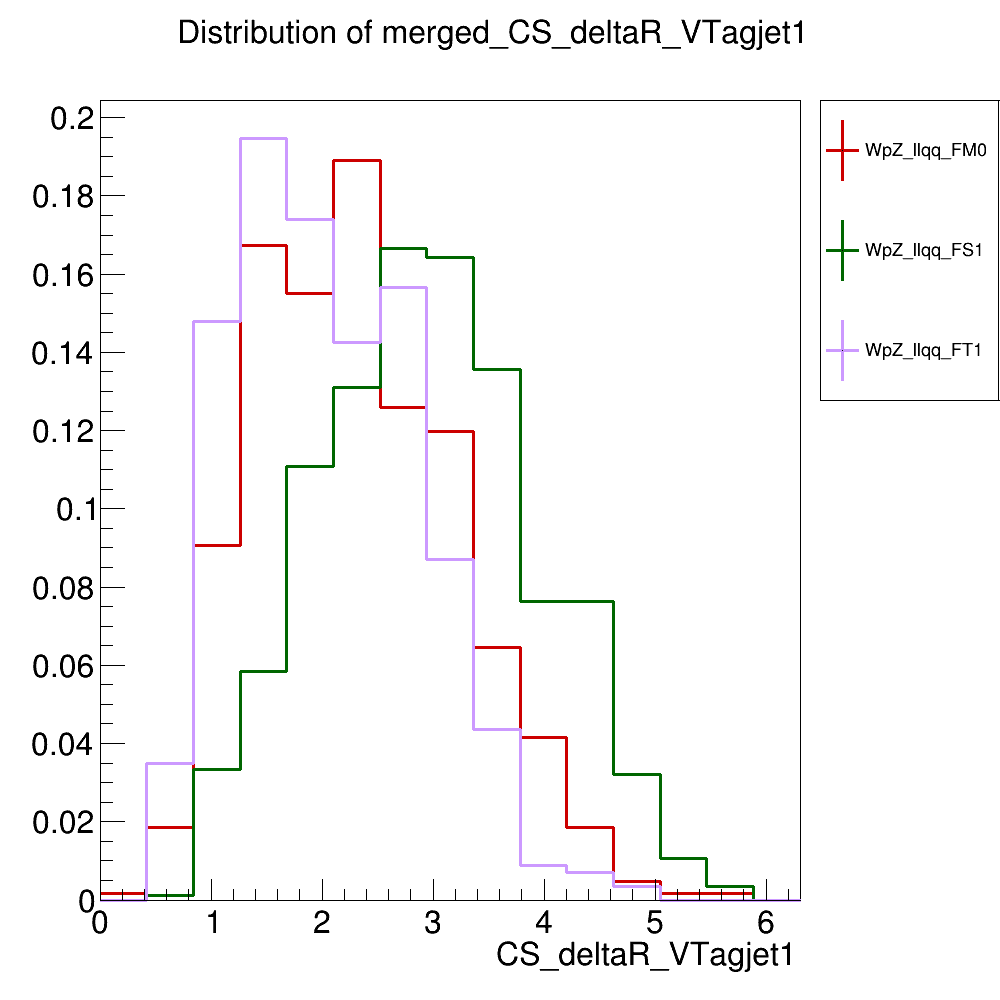 Distribution of merged_CS_deltaR_VTagjet1
0.2
0.18
0.16
0.14
0.12
0.1
0.08
0.06
0.04
0.02
0
0 1 2 3 4 5 6
CS_deltaR_VTagjet1
WpZ_llqq_FM0
WpZ_llqq_FS1
WpZ_llqq_FT1